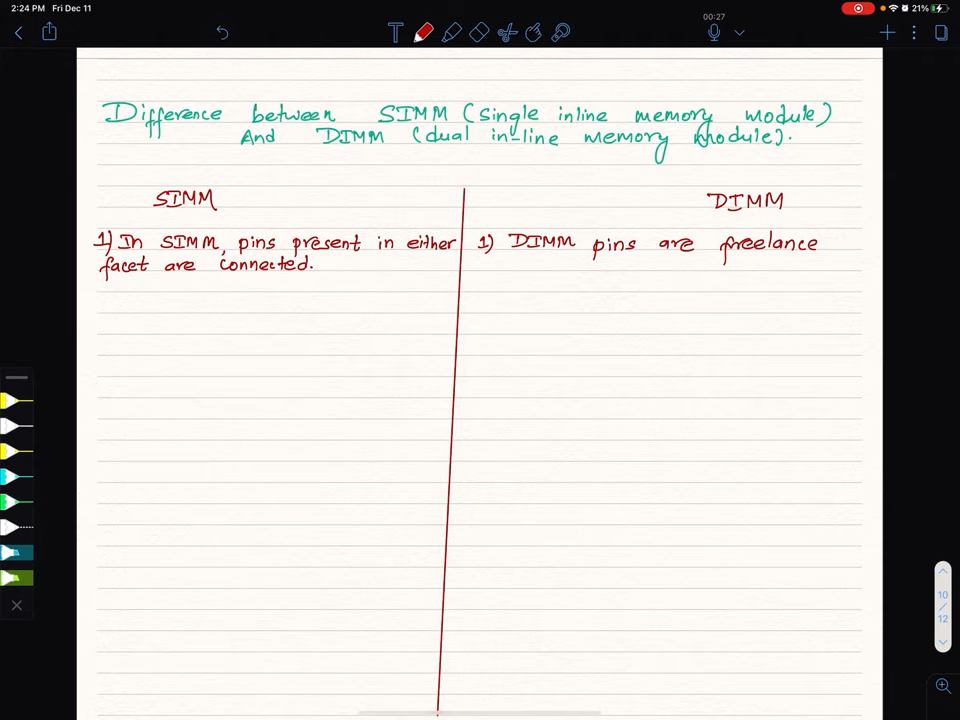 2:24 PM Fri Dec 11
21%
00:27
T
Difference between SIMM (single inline memory module)
And DIMM (dual in-line memory module).
SIMM
DIMM
1) In SIMM, pins present in either
facet are connected.
1) DIMM pins are freelance
10
/
12